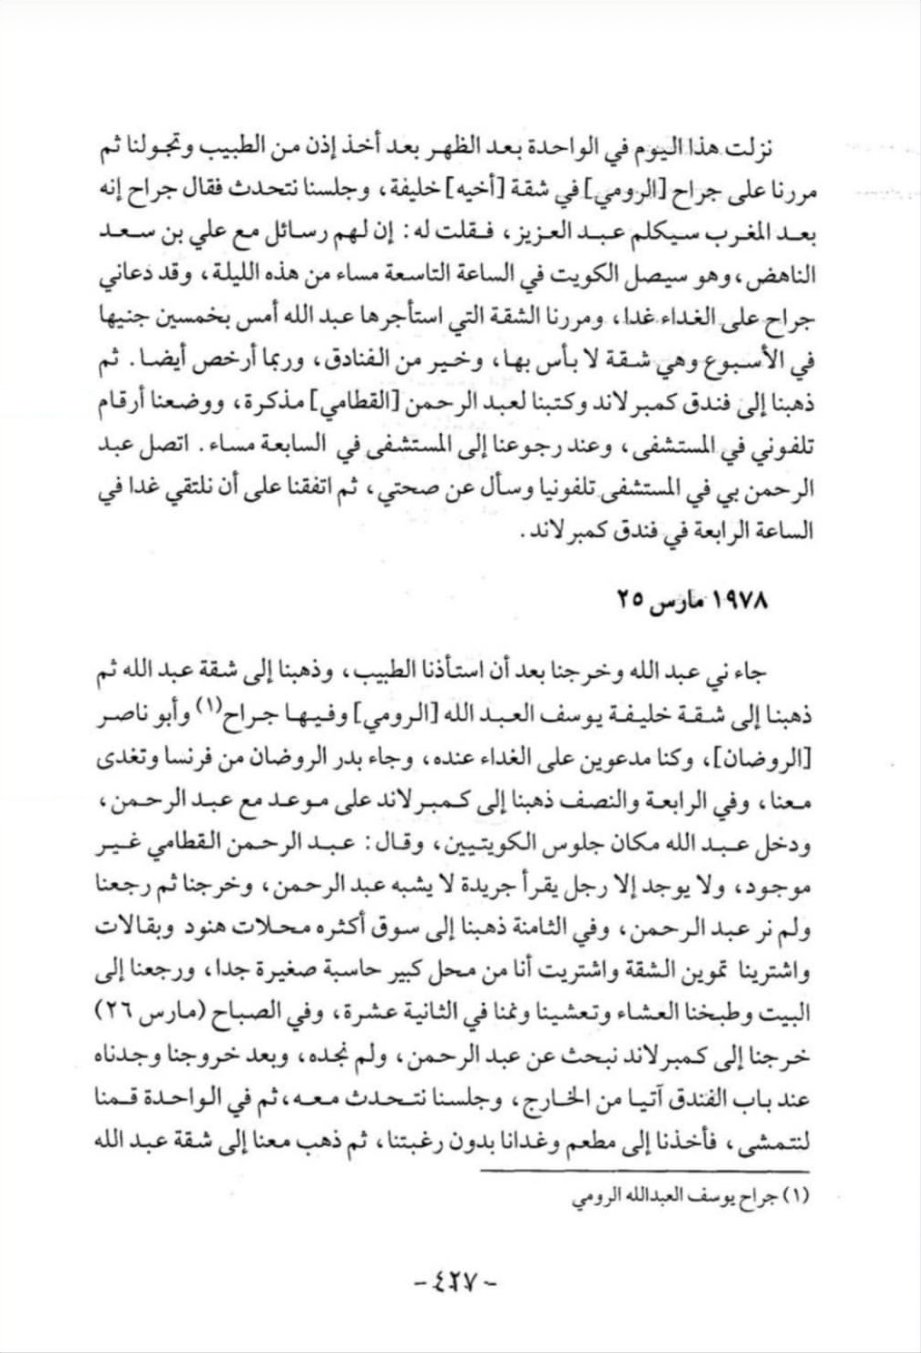 نزلت هذا اليوم في الواحدة بعد الظهر بعد أخذ إذن من الطبيب وتجولنا ثم
مررنا على جراح [الرومي] في شقة [أخيه] خليفة، وجلسنا نتحدث فقال جراح إنه
بعد المغرب سيكلم عبد العزيز، فقلت له: إن لهم رسائل مع علي بن سعد
الناهض، وهو سيصل الكويت في الساعة التاسعة مساء من هذه الليلة، وقد دعاني
جراح على الغداء غدا، ومررنا الشقة التي استأجرها عبد الله أمس بخمسين جنيها
في الأسبوع وهي شقة لا بأس بها، وخير من الفنادق، وربما أرخص أيضا. ثم
ذهبنا إلى فندق كمبرلاند وكتبنا لعبد الرحمن [القطامي] مذكرة، ووضعنا أرقام
تلفوني في المستشفى، وعند رجوعنا إلى المستشفى في السابعة مساء. اتصل عبد
الرحمن بي في المستشفى تلفونيا وسأل عن صحتي، ثم اتفقنا على أن نلتقي غدا في
الساعة الرابعة في فندق كمبرلاند.
١٩٧٨ مارس ٢٥
جاءني عبد الله وخرجنا بعد أن استأذنا الطبيب، وذهبنا إلى شقة عبد الله ثم
ذهبنا إلى شقة خليفة يوسف العبد الله [الرومي] وفيها جراح(١) وأبو ناصر
[الروضان]، وكنا مدعوين على الغداء عنده، وجاء بدر الروضان من فرنسا وتغدى
معنا، وفي الرابعة والنصف ذهبنا إلى كمبرلاند على موعد مع عبد الرحمن،
ودخل عبد الله مكان جلوس الكويتيين، وقال: عبد الرحمن القطامي غير
موجود، ولا يوجد إلا رجل يقرأ جريدة لا يشبه عبد الرحمن، وخرجنا ثم رجعنا
ولم نر عبد الرحمن، وفي الثامنة ذهبنا إلى سوق أكثره محلات هنود وبقالات
واشترينا تموين الشقة واشتريت أنا من محل كبير حاسبة صغيرة جدا، ورجعنا إلى
البيت وطبخنا العشاء وتعشينا ونمنا في الثانية عشرة، وفي الصباح (مارس ٢٦)
خرجنا إلى كمبرلاند نبحث عن عبد الرحمن، ولم نجده، وبعد خروجنا وجدناه
عند باب الفندق آتيا من الخارج، وجلسنا نتحدث معه، ثم في الواحدة قمنا
لنتمشى، فأخذنا إلى مطعم وغدانا بدون رغبتنا، ثم ذهب معنا إلى شقة عبد الله
(١) جراح يوسف العبدالله الرومي
- ٤٢٧ -